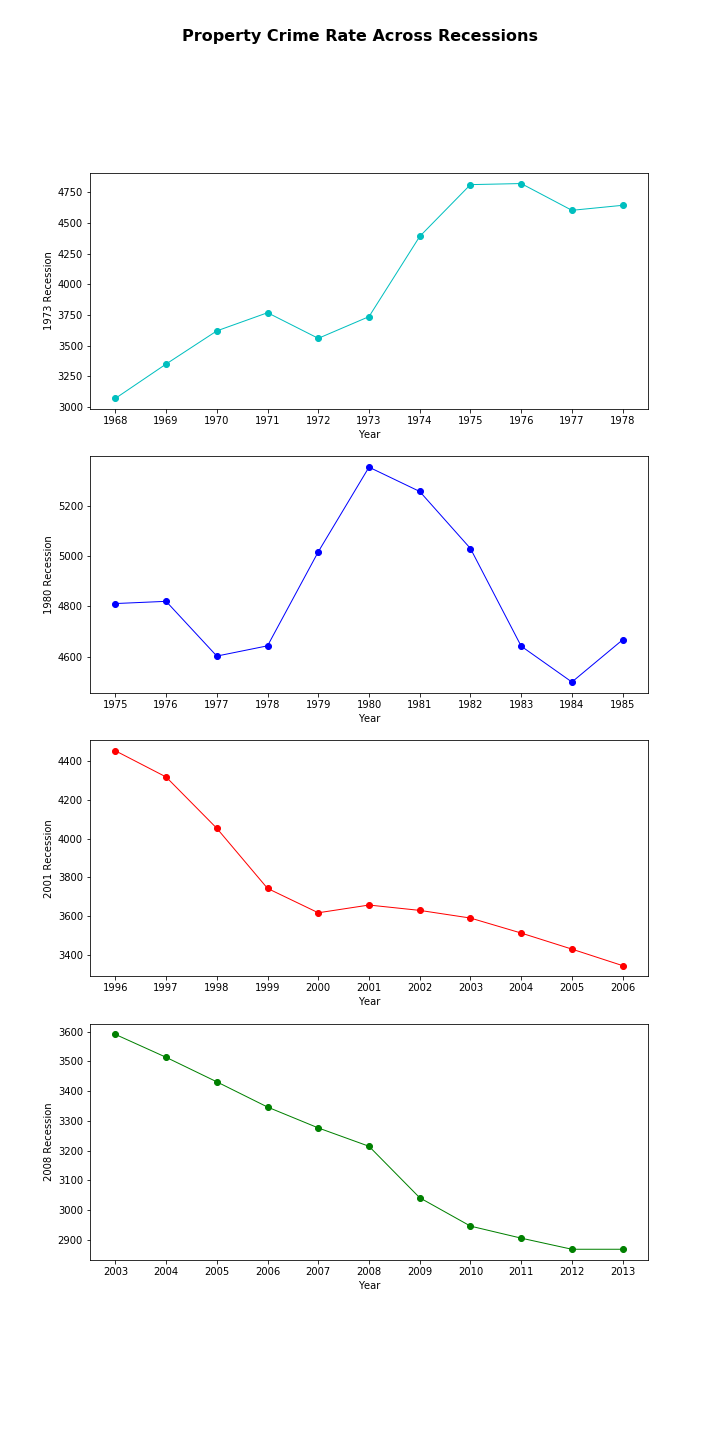 Property Crime Rate Across Recessions
4750
4500
4250
4000
3750
3500
3250
3000
1973 Recession
1968 1969 1970 1971 1972 1973 1974 1975 1976 1977 1978
Year
5200
5000
4800
4600
1980 Recession
1975 1976 1977 1978 1979 1980 1981 1982 1983 1984 1985
Year
4400
4200
4000
3800
3600
3400
2001 Recession
1996 1997 1998 1999 2000 2001 2002 2003 2004 2005 2006
Year
3600
3500
3400
3300
3200
3100
3000
2900
2008 Recession
2003 2004 2005 2006 2007 2008 2009 2010 2011 2012 2013
Year